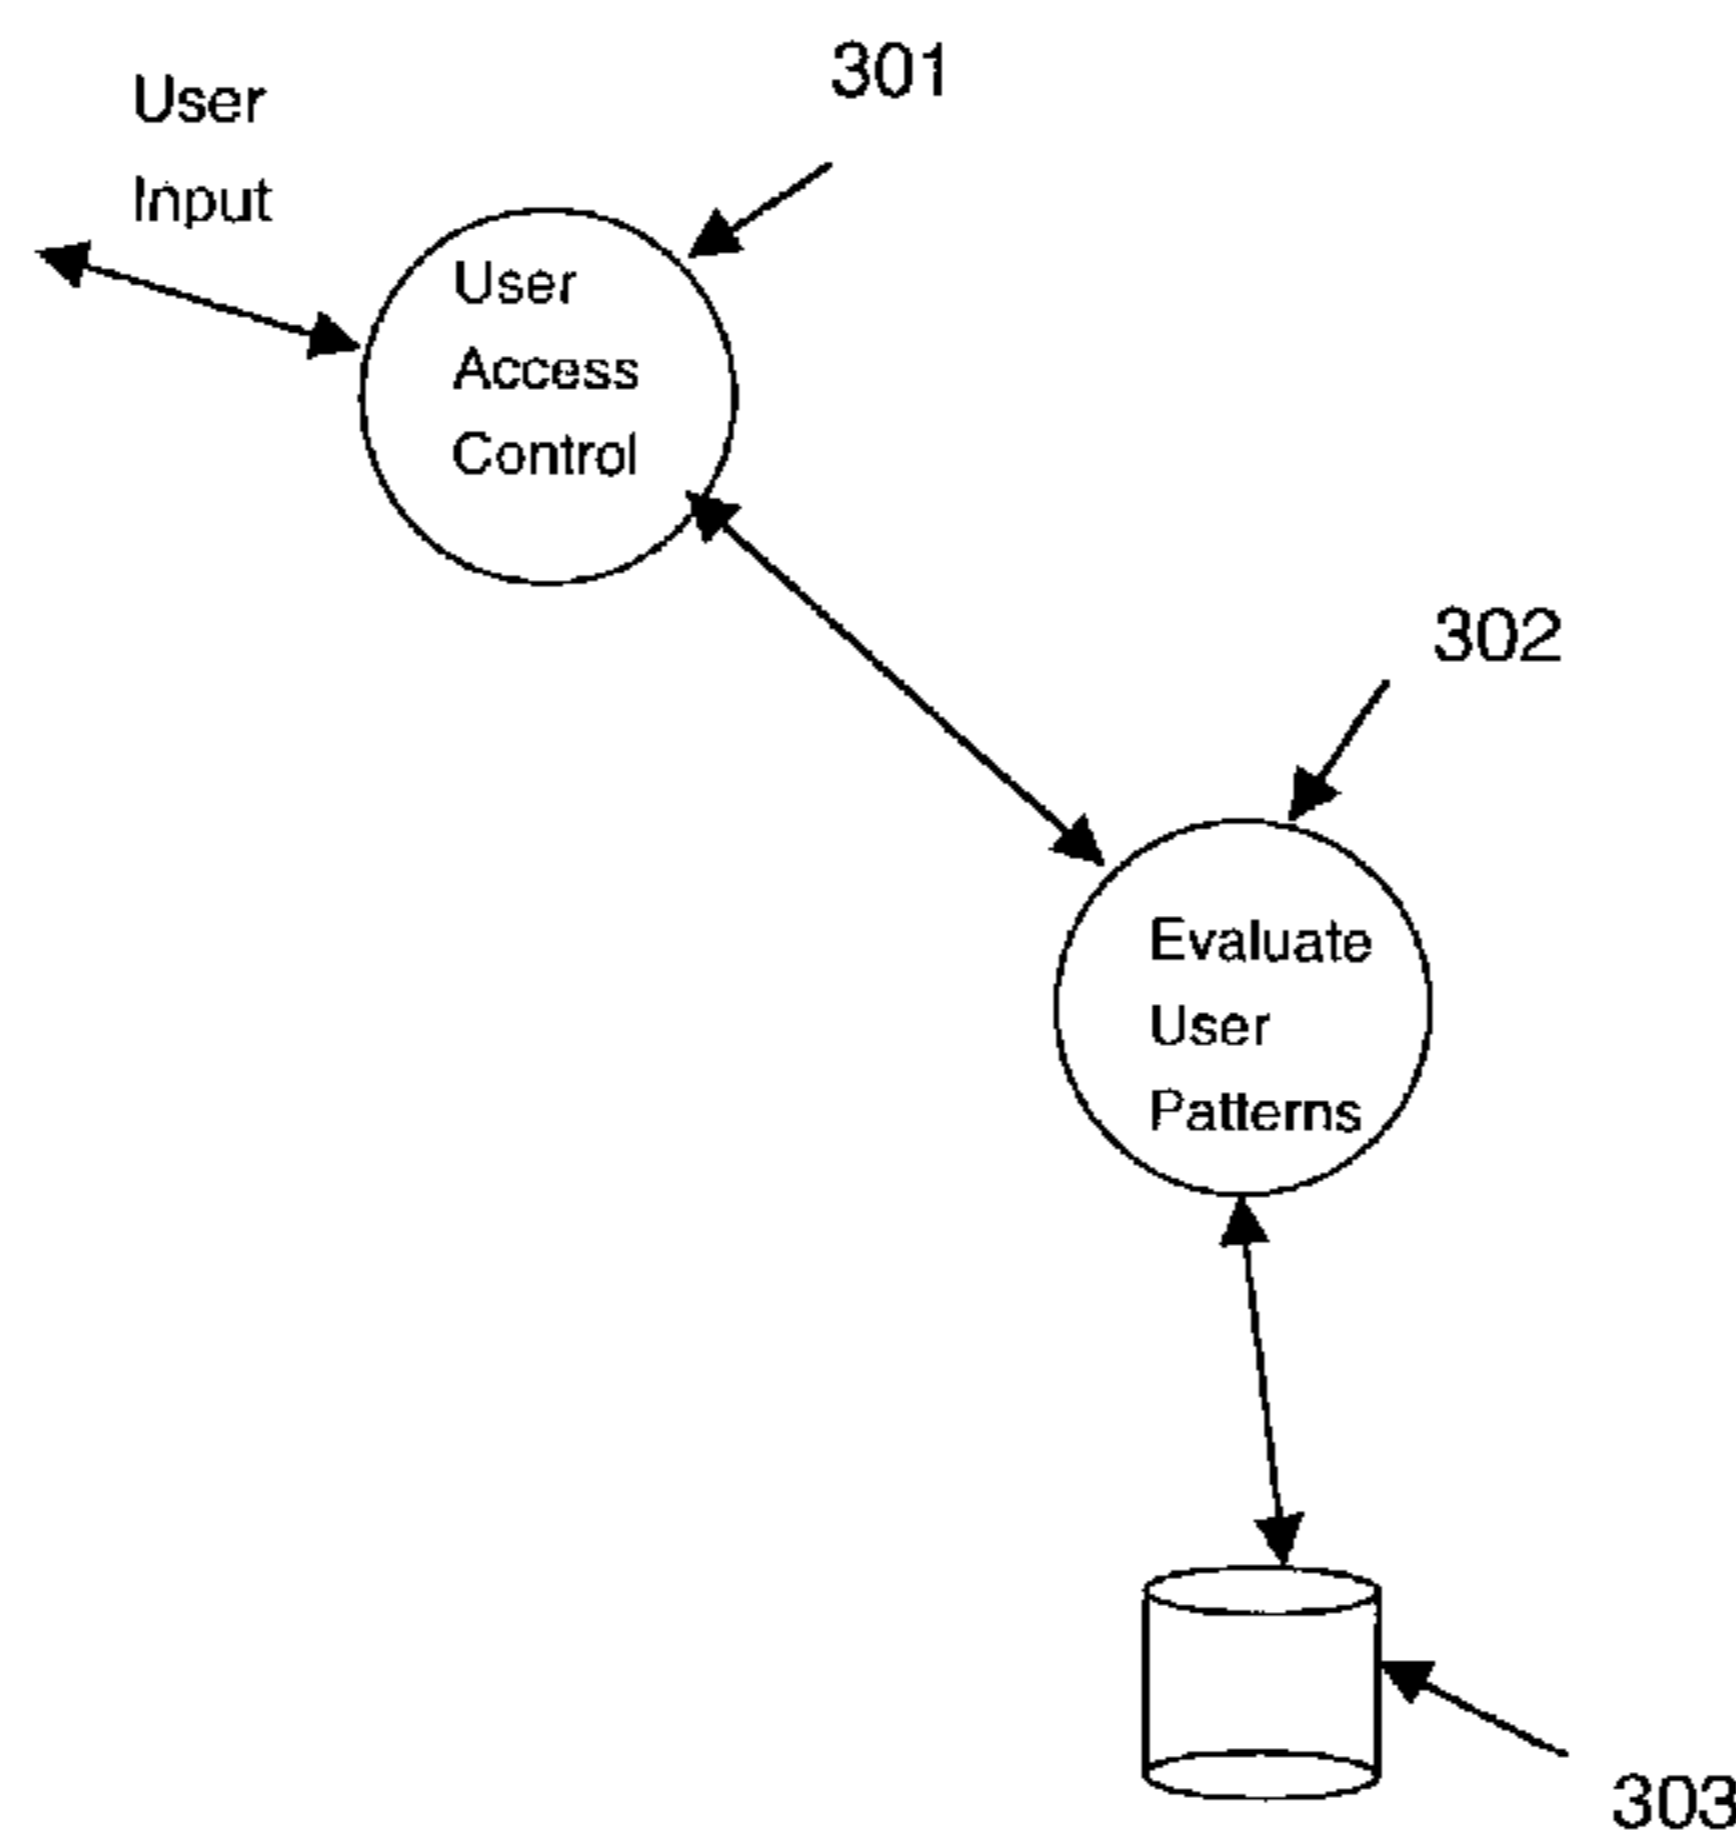 301
User
Input
User
Access
Control
302
Evaluate
User
Patterns
303